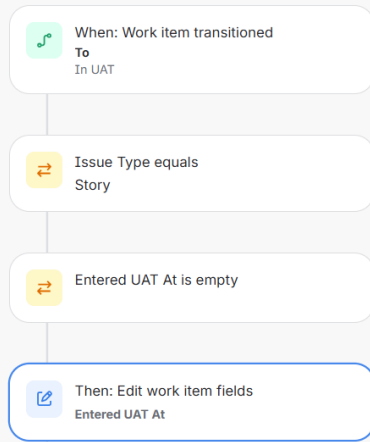 When: Work item transitioned
To
In UAT
Issue Type equals
Story
Entered UAT At is empty
Then: Edit work item fields
Entered UAT At